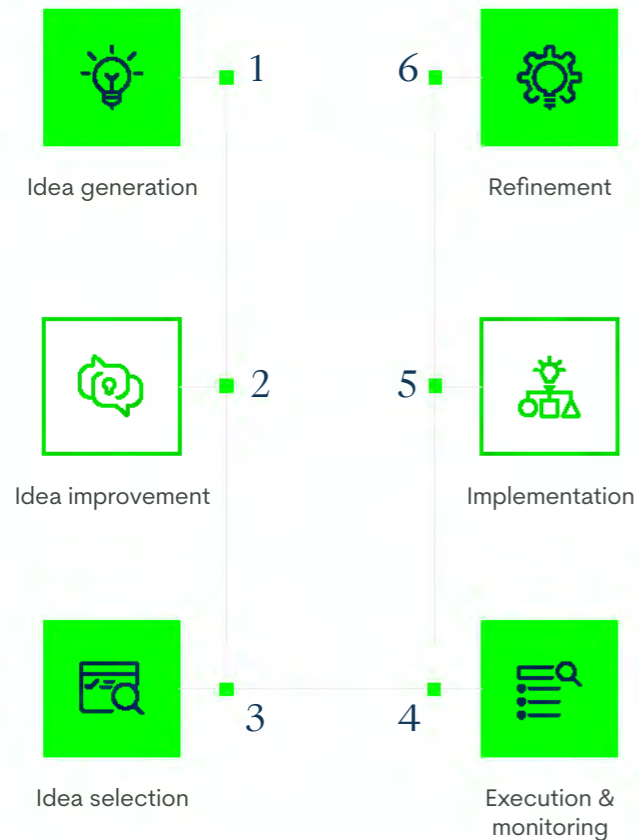 1
Idea generation
2
Idea improvement
3
Idea selection
4
Execution &
monitoring
5
Implementation
6
Refinement